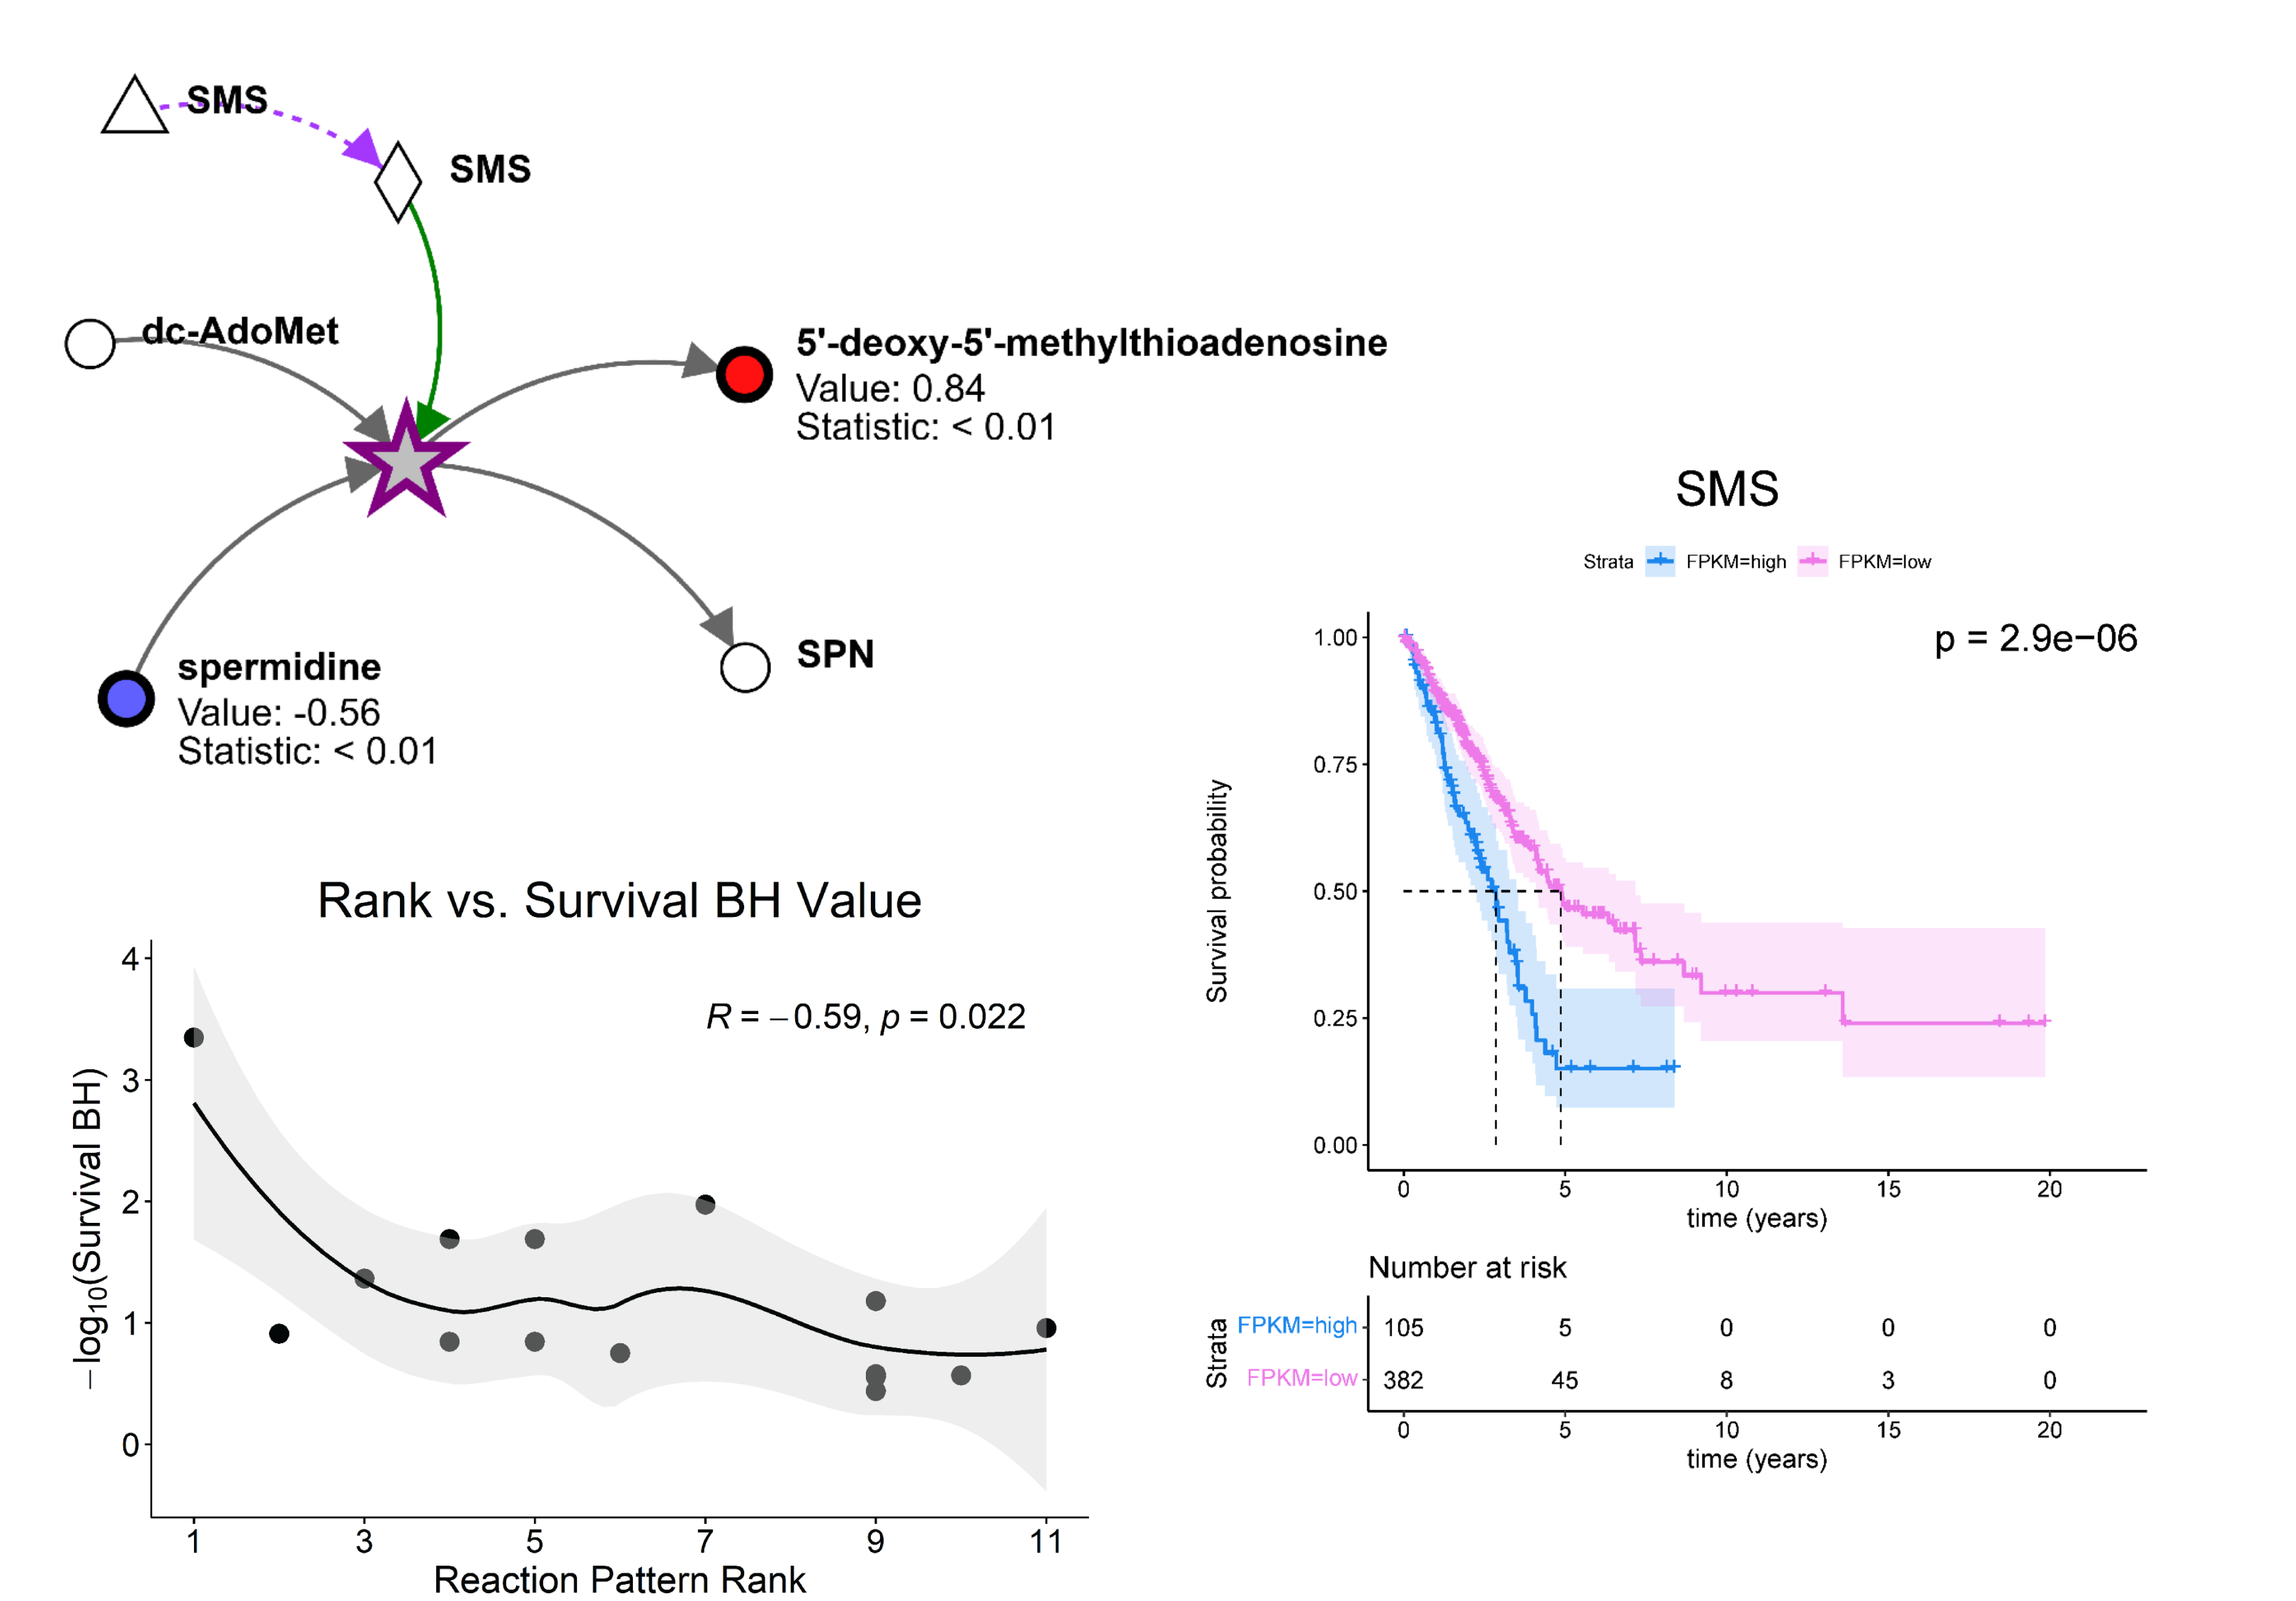 SMS
SMS
dc-AdoMet
5'-deoxy-5'-methylthioadenosine
Value: 0.84
Statistic: < 0.01
spermidine
Value: -0.56
Statistic: < 0.01
SPN
Rank vs. Survival BH Value
R = −0.59, p = 0.022
−log10(Survival BH)
4
3
2
1
0
1 3 5 7 9 11
Reaction Pattern Rank
SMS
Strata FPKM=high FPKM=low
p = 2.9e−06
Survival probability
1.00
0.75
0.50
0.25
0.00
0 5 10 15 20
time (years)
Number at risk
Strata
FPKM=high 105 5 0 0 0
FPKM=low 382 45 8 3 0
0 5 10 15 20
time (years)